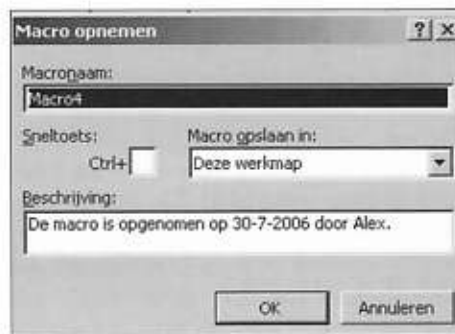 Macro opnemen
Macronaam:
Macro4
Sneltoets:
Macro opslaan in:
Ctrl+
Deze werkmap
Beschrijving:
De macro is opgenomen op 30-7-2006 door Alex.
OK
Annuleren